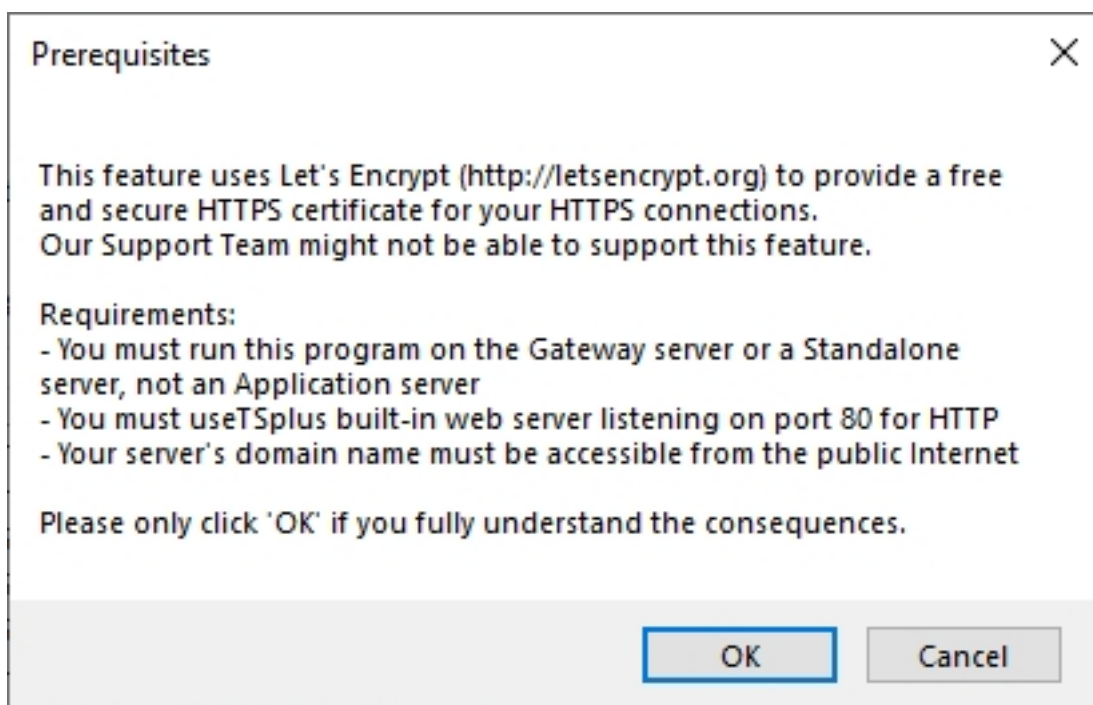 Prerequisites
This feature uses Let's Encrypt (http://letsencrypt.org) to provide a free
and secure HTTPS certificate for your HTTPS connections.
Our Support Team might not be able to support this feature.
Requirements:
- You must run this program on the Gateway server or a Standalone
server, not an Application server
- You must useTSplus built-in web server listening on port 80 for HTTP
- Your server's domain name must be accessible from the public Internet
Please only click 'OK' if you fully understand the consequences.
OK
Cancel